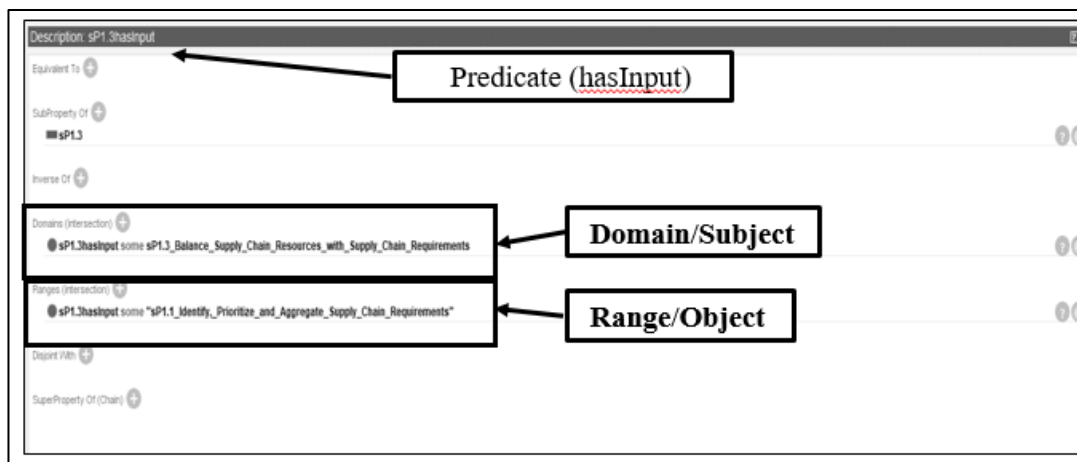 Description: sP1.3hasInput
Equivalent To
Predicate (hasInput)
SubProperty Of
sP1.3
Inverse Of
Domains (intersection)
sP1.3hasInput some sP1.3_Balance_Supply_Chain_Resources_with_Supply_Chain_Requirements
Domain/Subject
Ranges (intersection)
sP1.3hasInput some "sP1.1_Identify,_Prioritize_and_Aggregate_Supply_Chain_Requirements"
Range/Object
Disjoint With
SuperProperty Of (Chain)